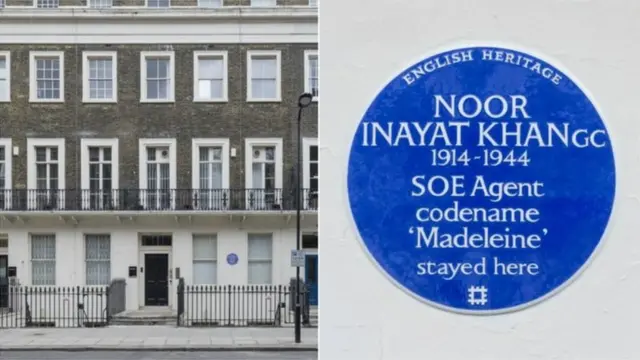 ENGLISH HERITAGE
NOOR
INAYAT KHAN GC
1914-1944
SOE Agent
codename
‘Madeleine’
stayed here